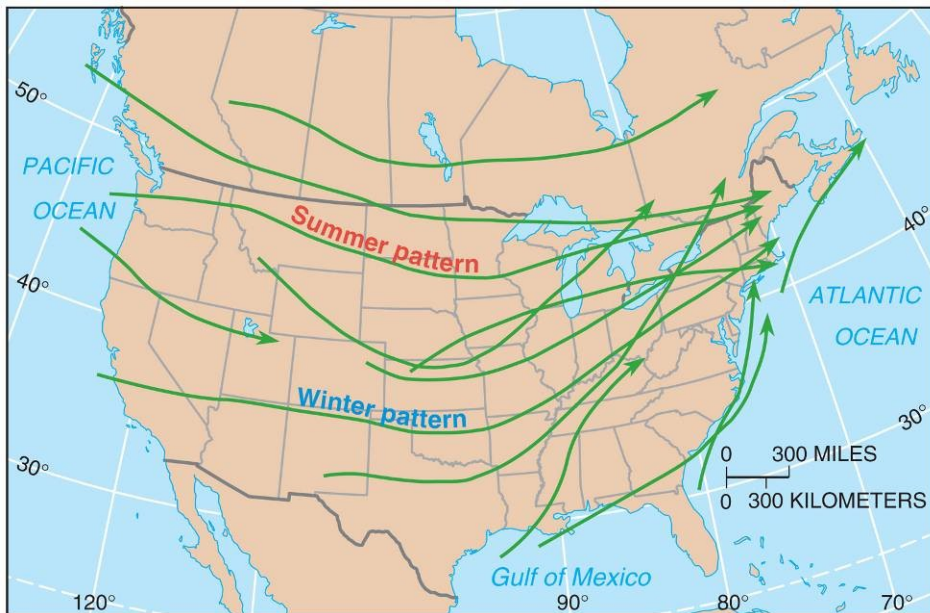 50°
PACIFIC
OCEAN
Summer pattern
40°
40°
ATLANTIC
OCEAN
Winter pattern
30°
30°
0 300 MILES
0 300 KILOMETERS
Gulf of Mexico
120°
90°
80°
70°